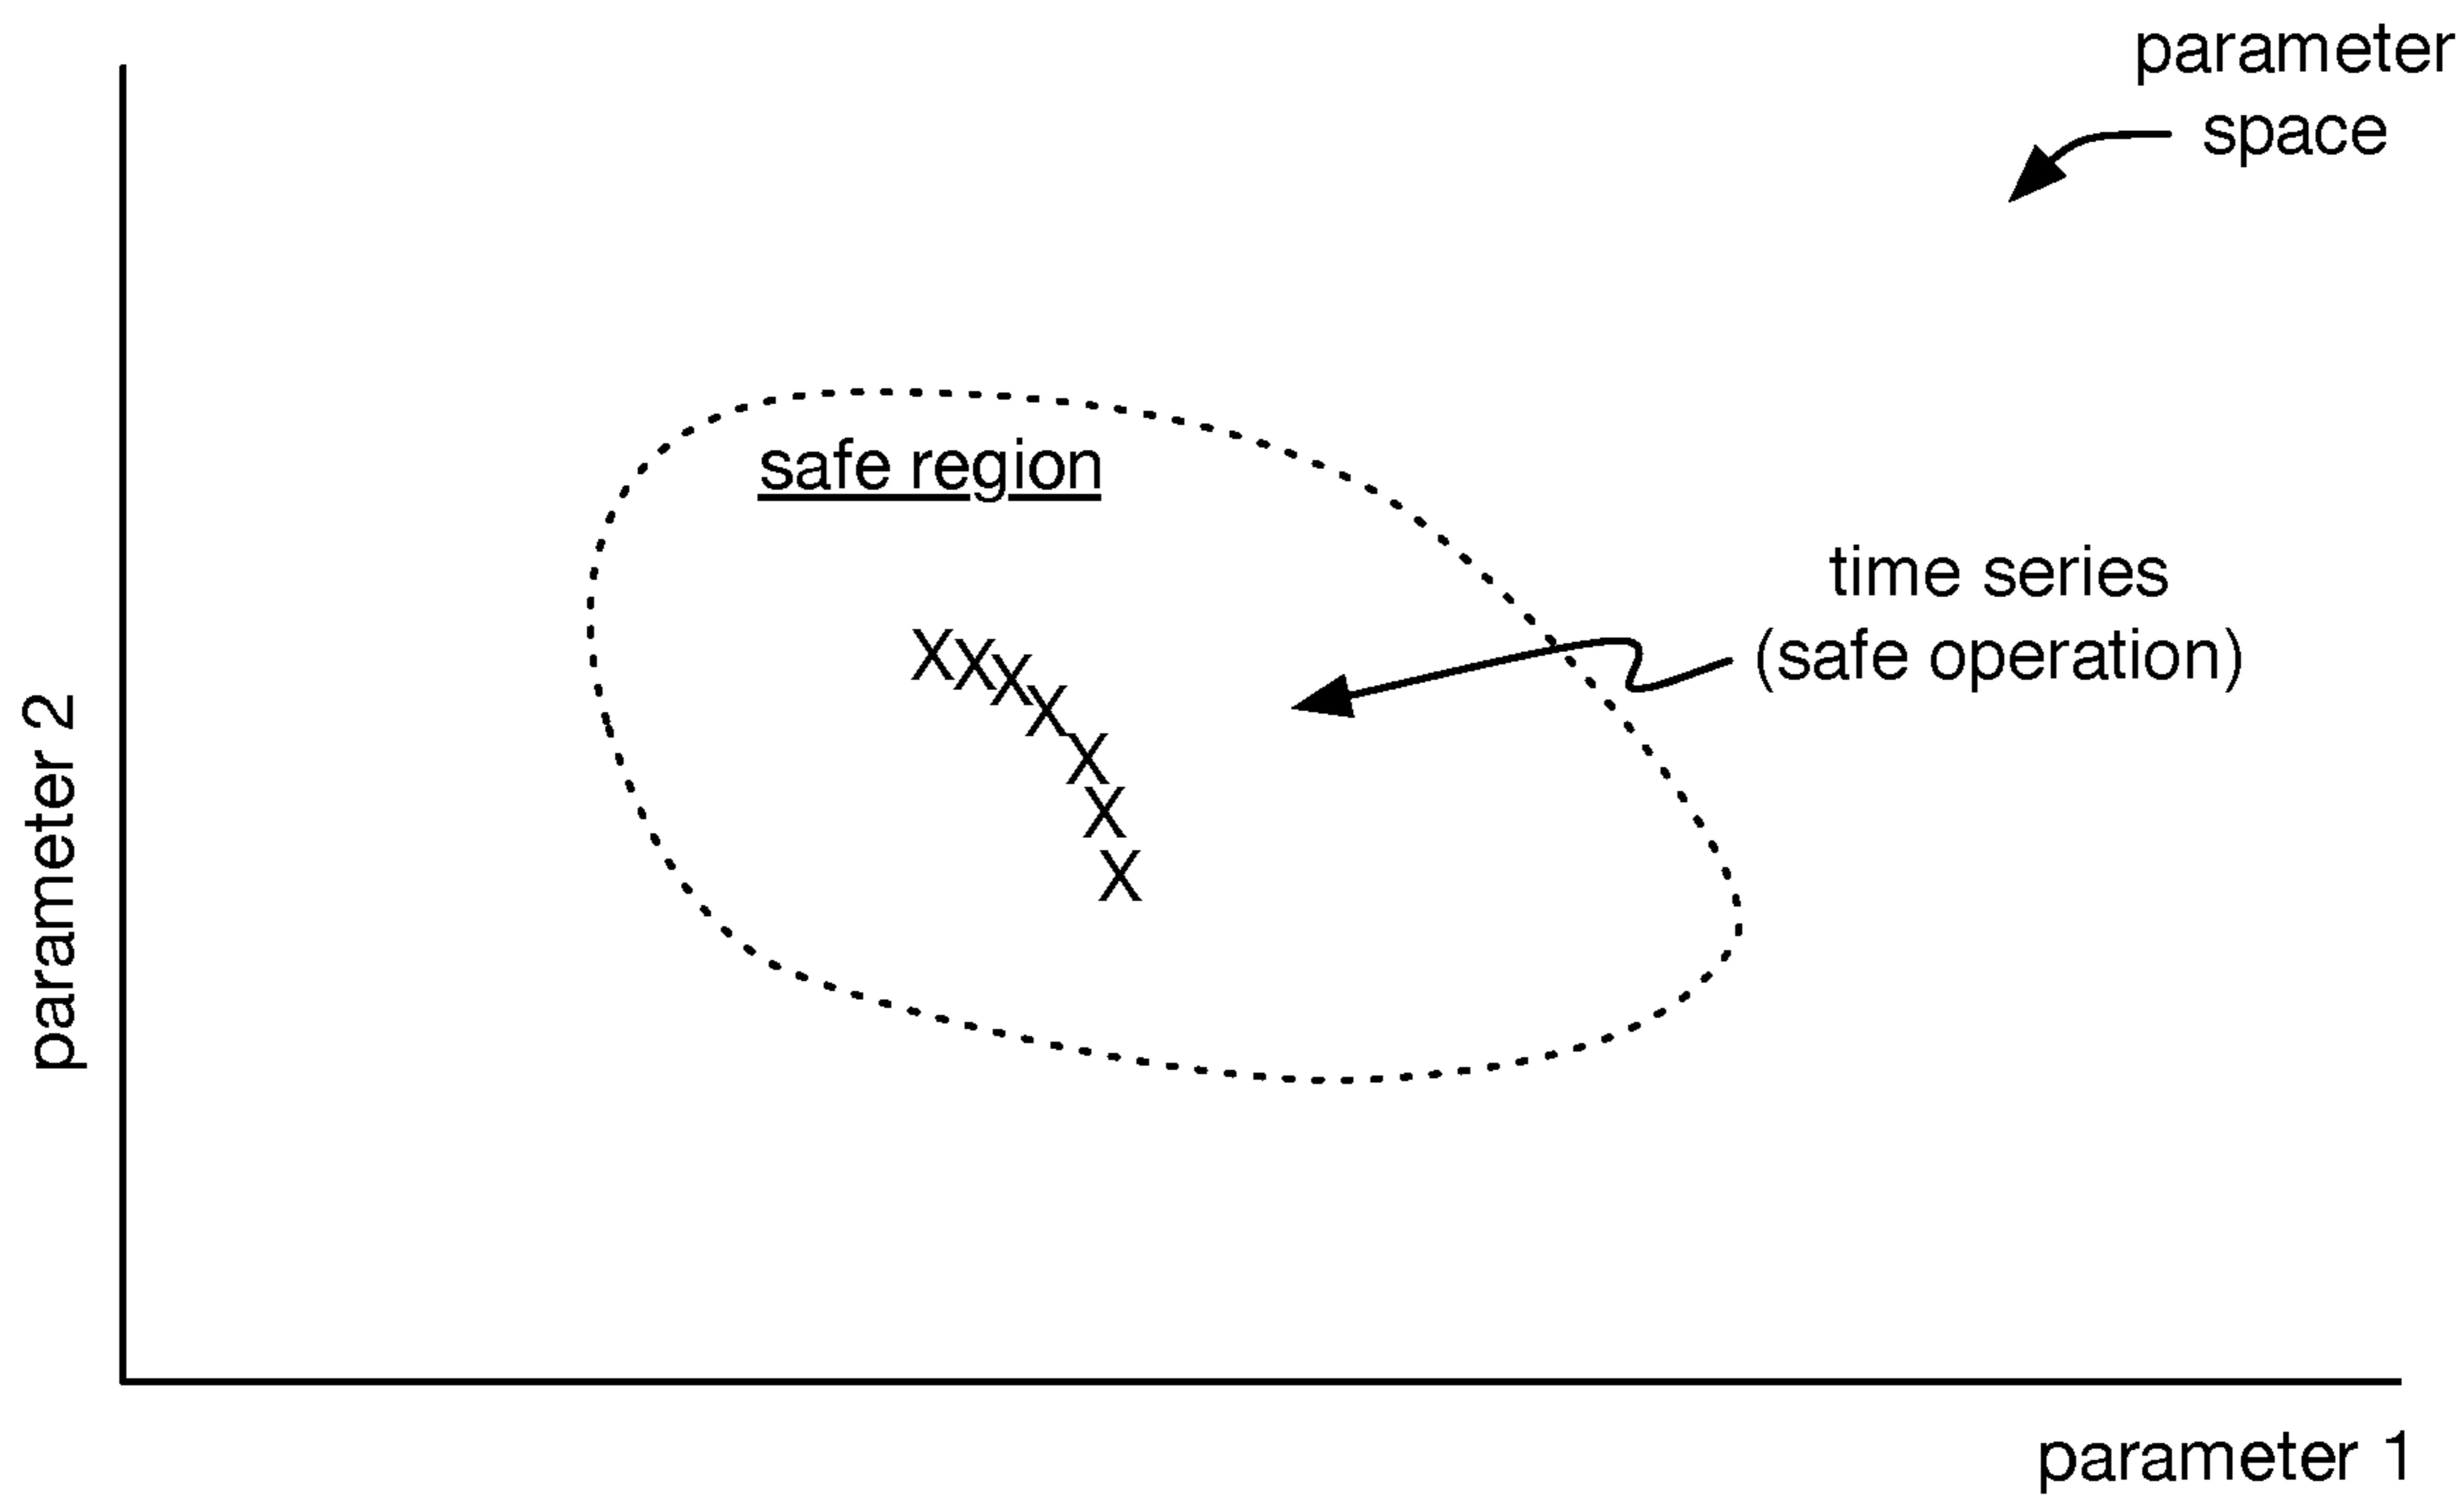 parameter
space
safe region
time series
(safe operation)
X
X
X
X
X
X
X
parameter 2
parameter 1